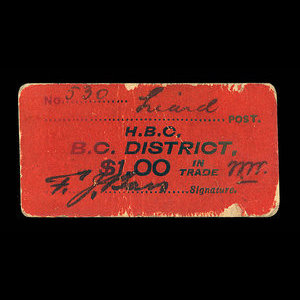 No. 530 Liard
POST.
H.B.C.
B.C. DISTRICT,
$1.00 IN TRADE
Signature.